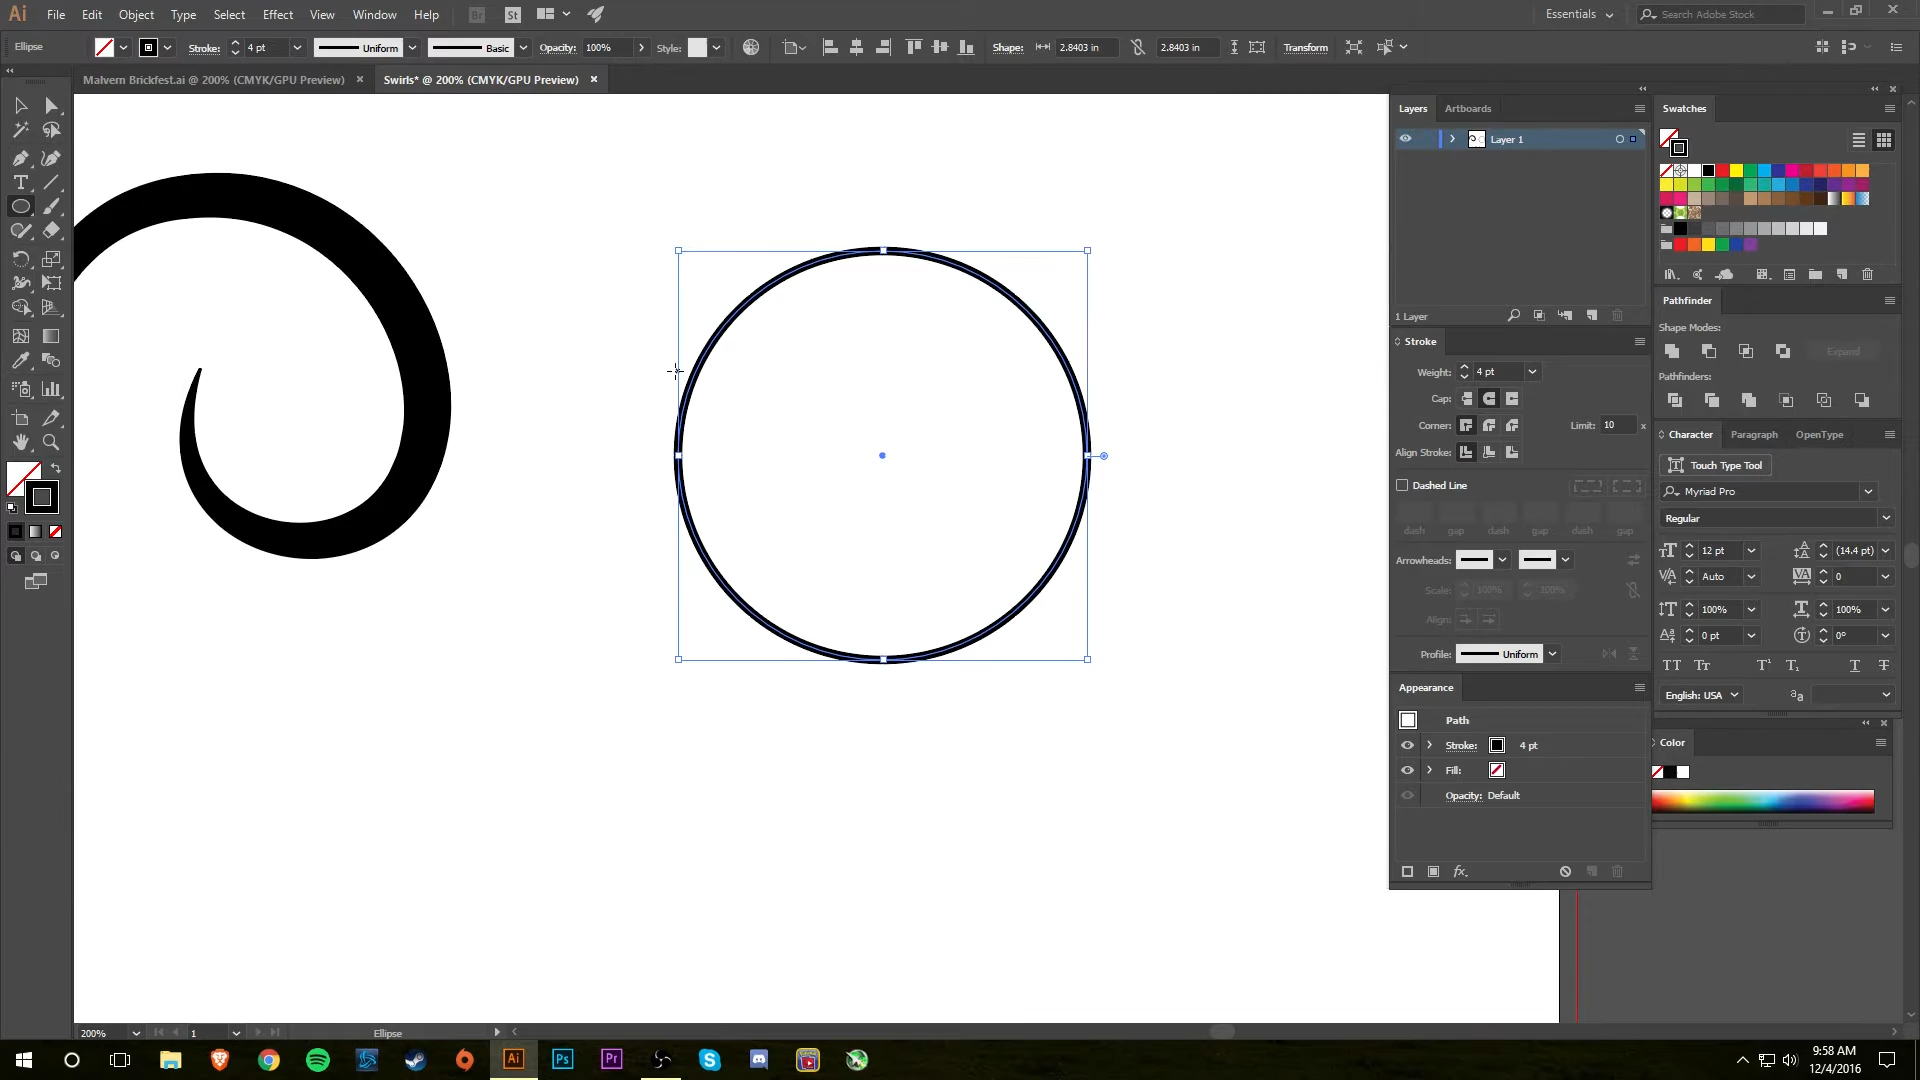 Ai File Edit Object Type Select Effect View Window Help Br St Essentials Search Adobe Stock
Ellipse Stroke: 4 pt Uniform Basic Opacity: 100% Style: Shape: 2.8403 in 2.8403 in Transform
Malvern Brickfest.ai @ 200% (CMYK/GPU Preview) × Swirls* @ 200% (CMYK/GPU Preview) ×
Layers Artboards
Layer 1
1 Layer
Stroke
Weight: 4 pt
Cap:
Corner: Limit: 10 x
Align Stroke:
Dashed Line
dash gap dash gap dash gap
Arrowheads:
Scale: 100% 100%
Align:
Profile: Uniform
Appearance
Path
Stroke: 4 pt
Fill:
Opacity: Default
fx.
Swatches
Pathfinder
Shape Modes:
Expand
Pathfinders:
Character Paragraph OpenType
Touch Type Tool
Myriad Pro
Regular
12 pt (14.4 pt)
Auto 0
100% 100%
0 pt 0°
English: USA
Color
200% 1 Ellipse
Ai Ps Pr
9:58 AM
12/4/2016